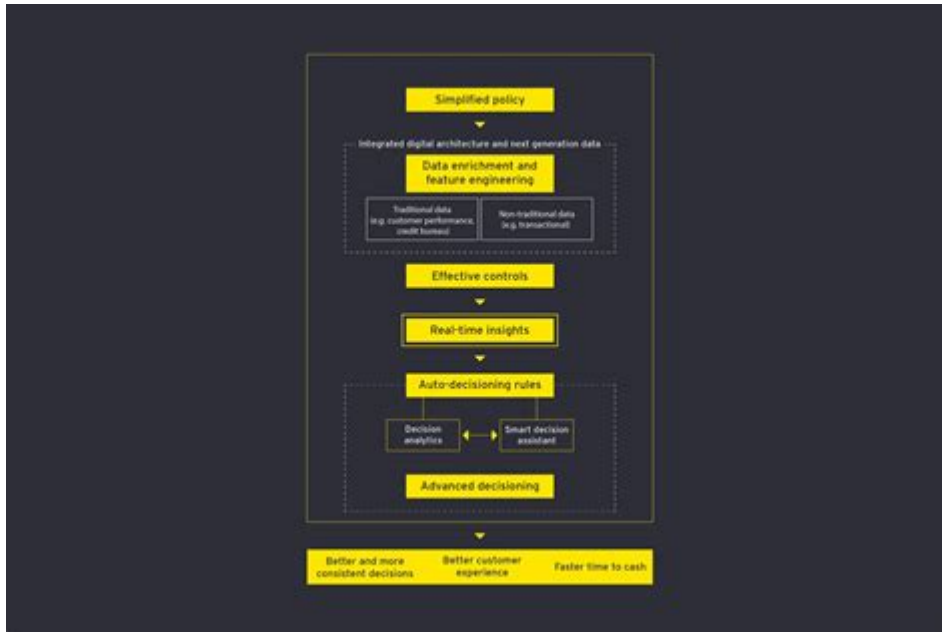 Simplified policy
Integrated digital architecture and next generation data
Data enrichment and
feature engineering
Traditional data
(e.g. customer performance,
credit bureau)
Non-traditional data
(e.g. transactional)
Effective controls
Real-time insights
Auto-decisioning rules
Decision
analytics
Smart decision
assistant
Advanced decisioning
Better and more
consistent decisions
Better customer
experience
Faster time to cash